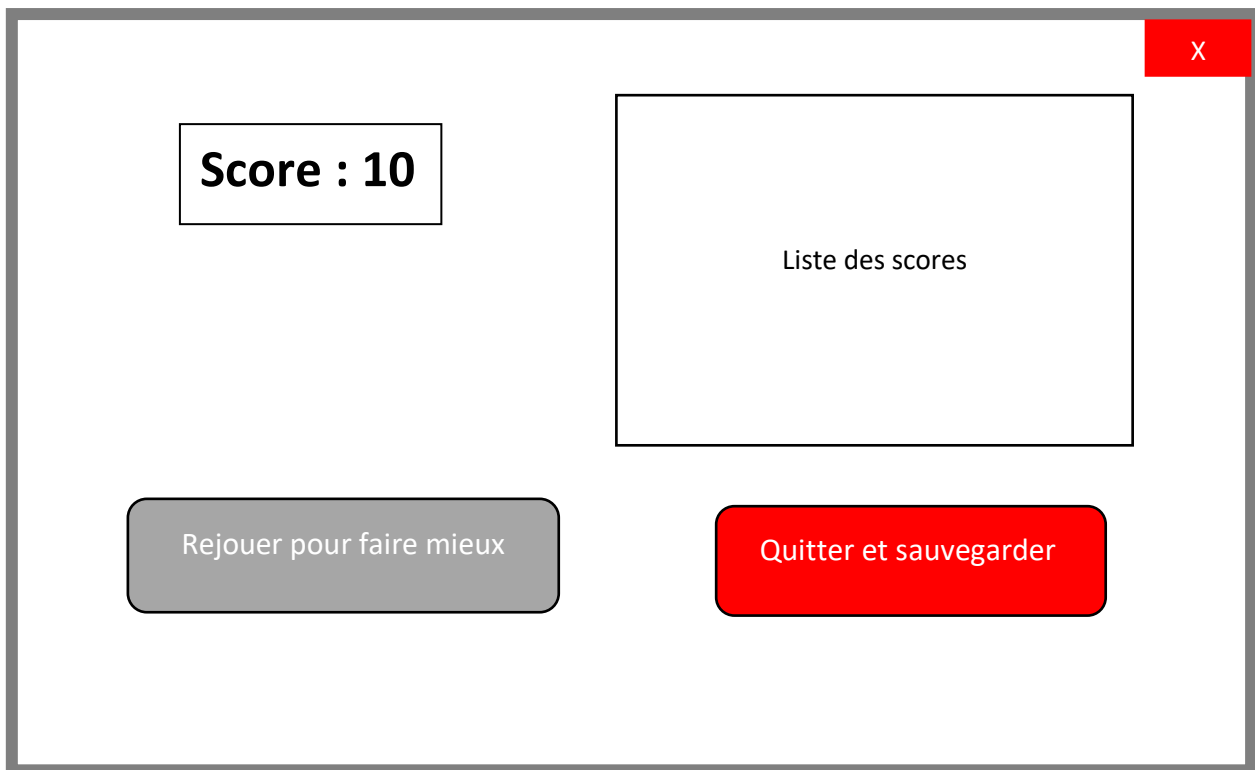 X
Score : 10
Liste des scores
Rejouer pour faire mieux
Quitter et sauvegarder